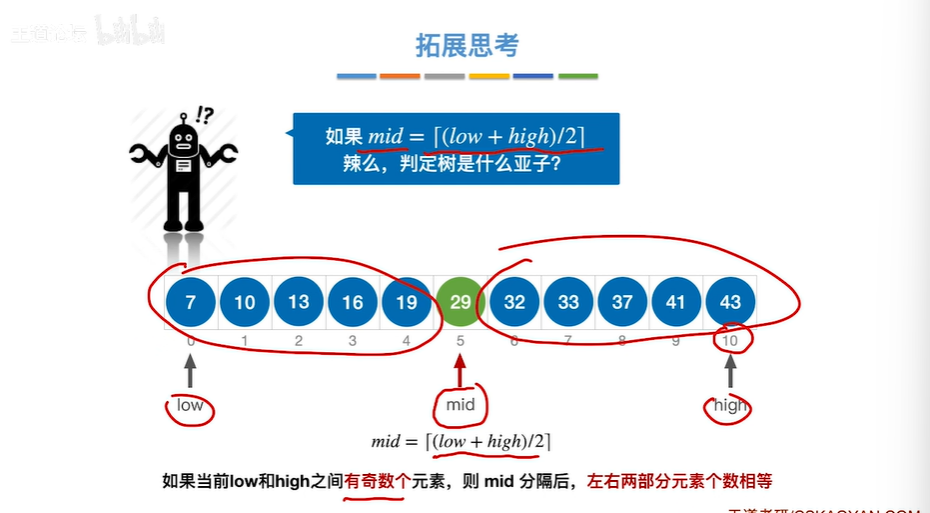 王道论坛 bilibili
拓展思考
!?
如果 mid = ⌈(low + high)/2⌉
辣么，判定树是什么亚子？
7 10 13 16 19 29 32 33 37 41 43
0 1 2 3 4 5 6 7 8 9 10
low mid high
mid = ⌈(low + high)/2⌉
如果当前low和high之间有奇数个元素，则 mid 分隔后，左右两部分元素个数相等
王道考研/CSKAOYAN.COM